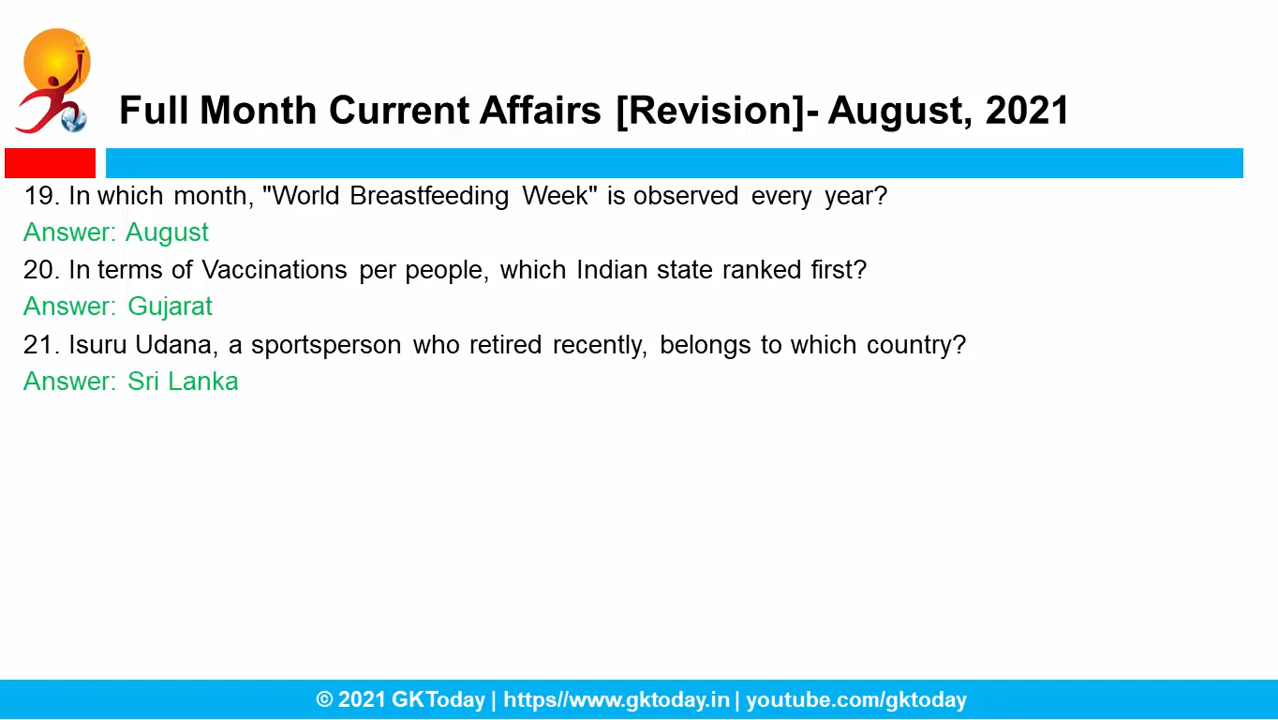 Full Month Current Affairs [Revision]- August, 2021
19. In which month, "World Breastfeeding Week" is observed every year?
Answer: August
20. In terms of Vaccinations per people, which Indian state ranked first?
Answer: Gujarat
21. Isuru Udana, a sportsperson who retired recently, belongs to which country?
Answer: Sri Lanka
© 2021 GKToday | https//www.gktoday.in | youtube.com/gktoday